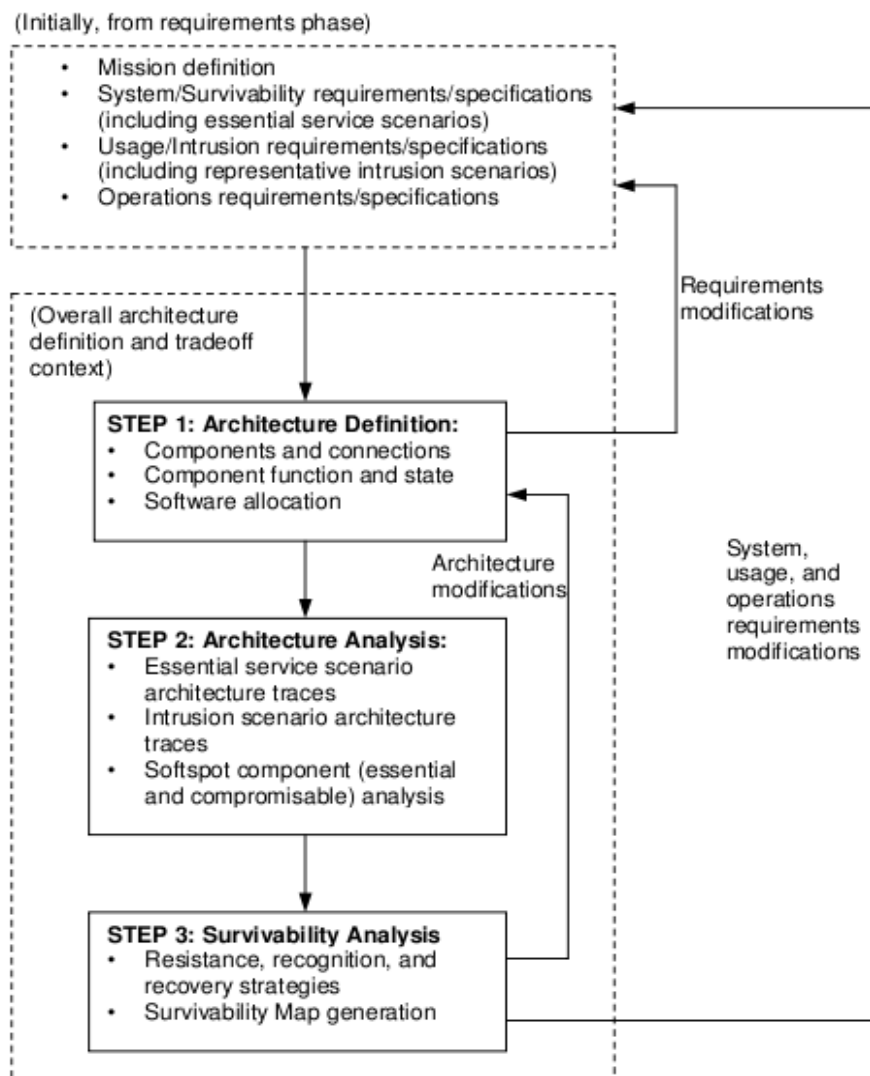 (Initially, from requirements phase)
• Mission definition
• System/Survivability requirements/specifications
(including essential service scenarios)
• Usage/Intrusion requirements/specifications
(including representative intrusion scenarios)
• Operations requirements/specifications
Requirements
modifications
(Overall architecture
definition and tradeoff
context)
STEP 1: Architecture Definition:
• Components and connections
• Component function and state
• Software allocation
Architecture
modifications
System,
usage, and
operations
requirements
modifications
STEP 2: Architecture Analysis:
• Essential service scenario
architecture traces
• Intrusion scenario architecture
traces
• Softspot component (essential
and compromisable) analysis
STEP 3: Survivability Analysis
• Resistance, recognition, and
recovery strategies
• Survivability Map generation